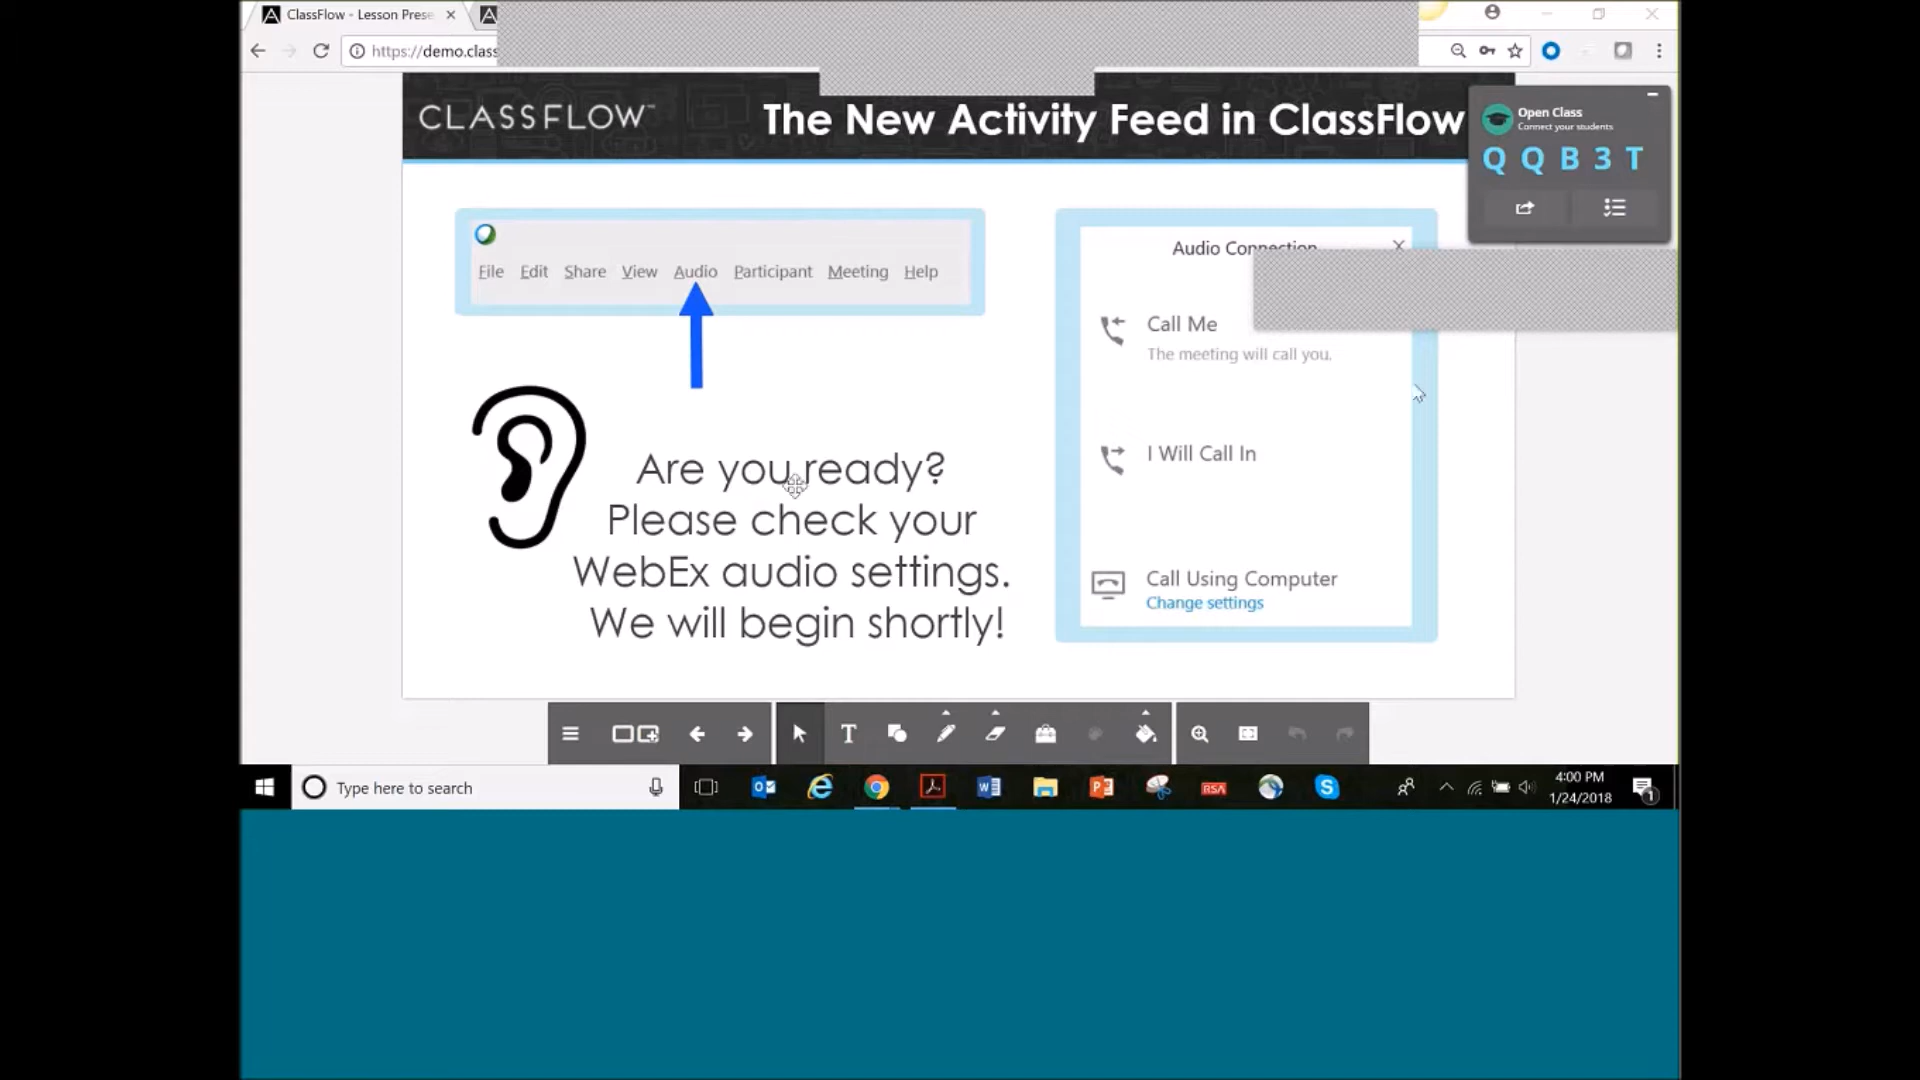 ClassFlow - Lesson Prese
https://demo.class
CLASSFLOW™
The New Activity Feed in ClassFlow
Open Class
Connect your students
Q Q B 3 T
File Edit Share View Audio Participant Meeting Help
Audio Connection
Call Me
The meeting will call you.
I Will Call In
Call Using Computer
Change settings
Are you ready?
Please check your
WebEx audio settings.
We will begin shortly!
Type here to search
RSA
4:00 PM
1/24/2018
1